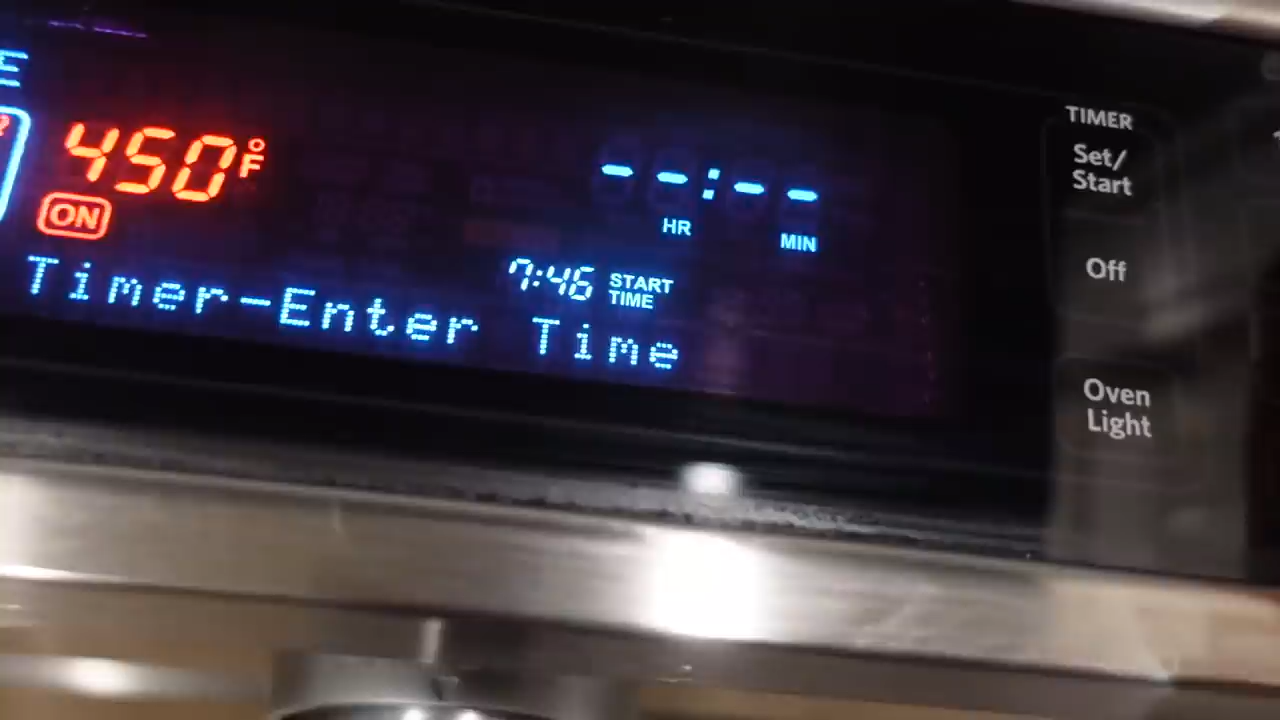 450°F
ON
--:--
HR MIN
7:46 START TIME
Timer-Enter Time
TIMER
Set/
Start
Off
Oven
Light